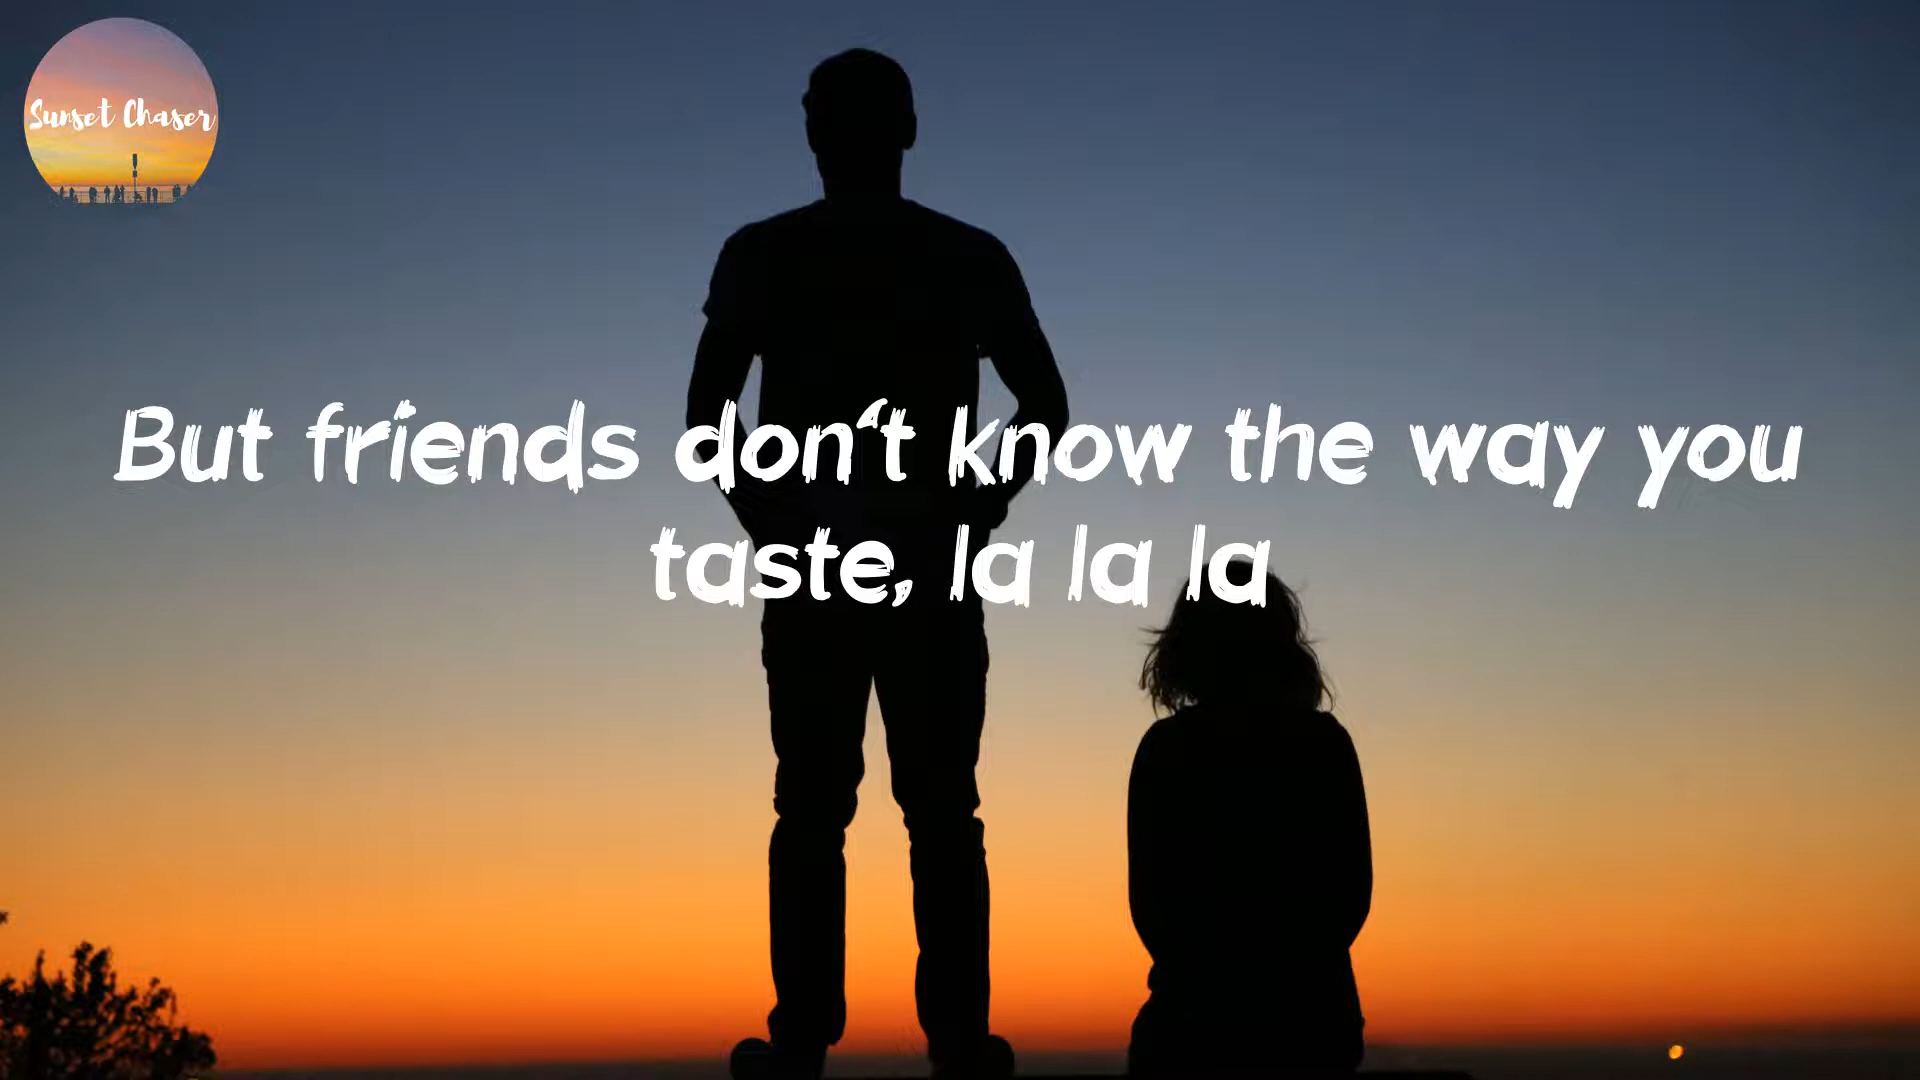 Sunset Chaser
But friends don‘t know the way you
taste, la la la